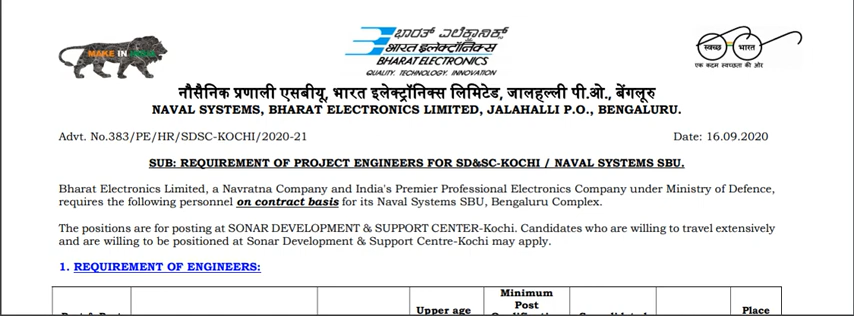 MAKE IN INDIA
ಭಾರತ್ ಎಲೆಕ್ಟ್ರಾನಿಕ್ಸ್
भारत इलेक्ट्रॉनिक्स
BHARAT ELECTRONICS
QUALITY. TECHNOLOGY. INNOVATION
स्वच्छ भारत
एक कदम स्वच्छता की ओर
नौसैनिक प्रणाली एसबीयू, भारत इलेक्ट्रॉनिक्स लिमिटेड, जालहल्ली पी.ओ., बेंगलूरु
NAVAL SYSTEMS, BHARAT ELECTRONICS LIMITED, JALAHALLI P.O., BENGALURU.
Advt. No.383/PE/HR/SDSC-KOCHI/2020-21 Date: 16.09.2020
SUB: REQUIREMENT OF PROJECT ENGINEERS FOR SD&SC-KOCHI / NAVAL SYSTEMS SBU.
Bharat Electronics Limited, a Navratna Company and India's Premier Professional Electronics Company under Ministry of Defence,
requires the following personnel on contract basis for its Naval Systems SBU, Bengaluru Complex.
The positions are for posting at SONAR DEVELOPMENT & SUPPORT CENTER-Kochi. Candidates who are willing to travel extensively
and are willing to be positioned at Sonar Development & Support Centre-Kochi may apply.
1. REQUIREMENT OF ENGINEERS:
Minimum
Post
Upper age Place